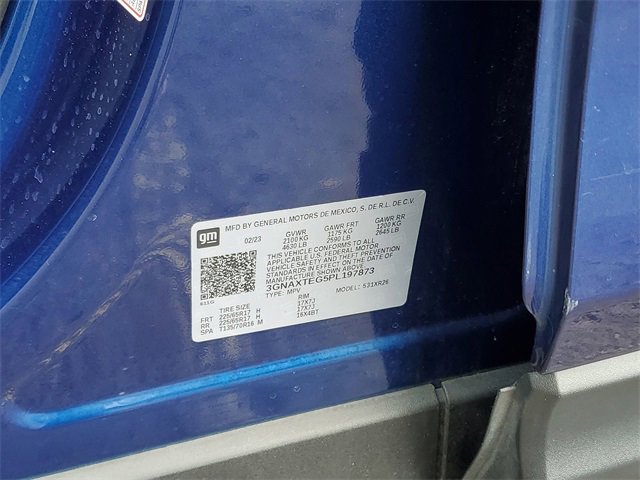 gm MFD BY GENERAL MOTORS DE MEXICO, S. DE R.L. DE C.V.
02/23 GVWR GAWR FRT GAWR RR
2100 KG 1175 KG 1200 KG
4630 LB 2590 LB 2645 LB
THIS VEHICLE CONFORMS TO ALL
APPLICABLE U.S. FEDERAL MOTOR
VEHICLE SAFETY AND THEFT PREVENTION
STANDARDS IN EFFECT ON THE DATE OF
MANUFACTURE SHOWN ABOVE.
3GNAXTEG5PL197873
611G TYPE: MPV MODEL: 531XR26
TIRE SIZE RIM
FRT 225/65R17 H 17X7J
RR 225/65R17 H 17X7J
SPA T135/70R16 M 16X4BT